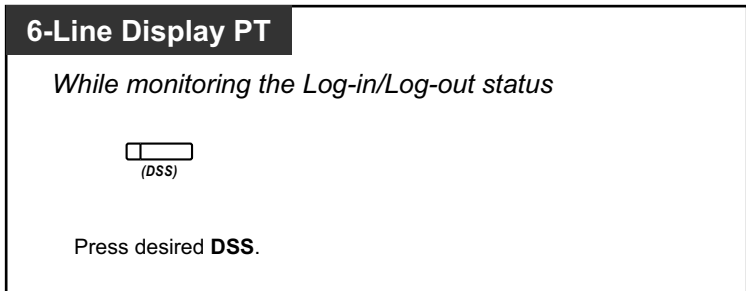 6-Line Display PT
While monitoring the Log-in/Log-out status
(DSS)
Press desired DSS.